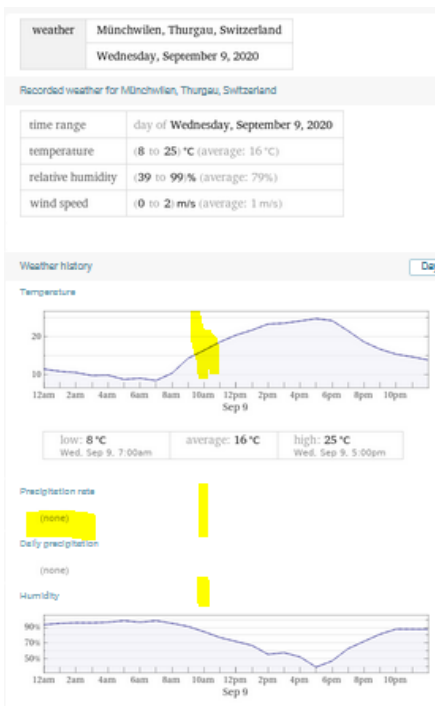 weather Münchwilen, Thurgau, Switzerland
Wednesday, September 9, 2020
Recorded weather for Münchwilen, Thurgau, Switzerland
time range day of Wednesday, September 9, 2020
temperature (8 to 25) °C (average: 16 °C)
relative humidity (39 to 99)% (average: 79%)
wind speed (0 to 2) m/s (average: 1 m/s)
Weather history
Temperature
20
10
12am 2am 4am 6am 8am 10am 12pm 2pm 4pm 6pm 8pm 10pm
Sep 9
low: 8 °C average: 16 °C high: 25 °C
Wed, Sep 9, 7:00am Wed, Sep 9, 5:00pm
Precipitation rate
(none)
Daily precipitation
(none)
Humidity
90%
70%
50%
12am 2am 4am 6am 8am 10am 12pm 2pm 4pm 6pm 8pm 10pm
Sep 9